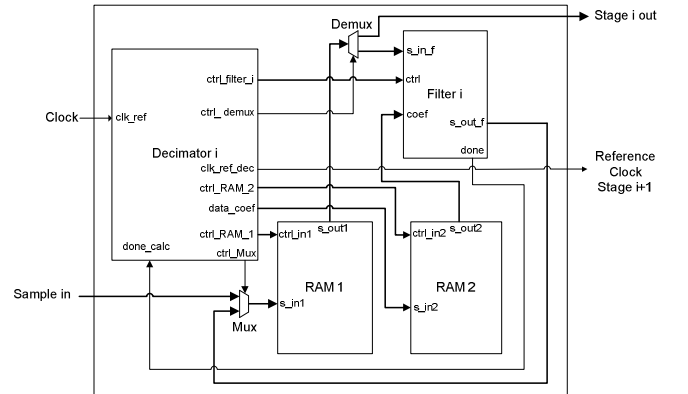 Demux
Stage i out
s_in_f
ctrl_filter_i
ctrl
Filter i
ctrl_ demux
coef
Clock
clk_ref
s_out_f
Decimator i
done
clk_ref_dec
Reference
Clock
Stage i+1
ctrl_RAM_2
data_coef
ctrl_RAM_1
ctrl_in1
s_out1
ctrl_in2
s_out2
done_calc
ctrl_Mux
Sample in
RAM 1
RAM 2
s_in1
s_in2
Mux